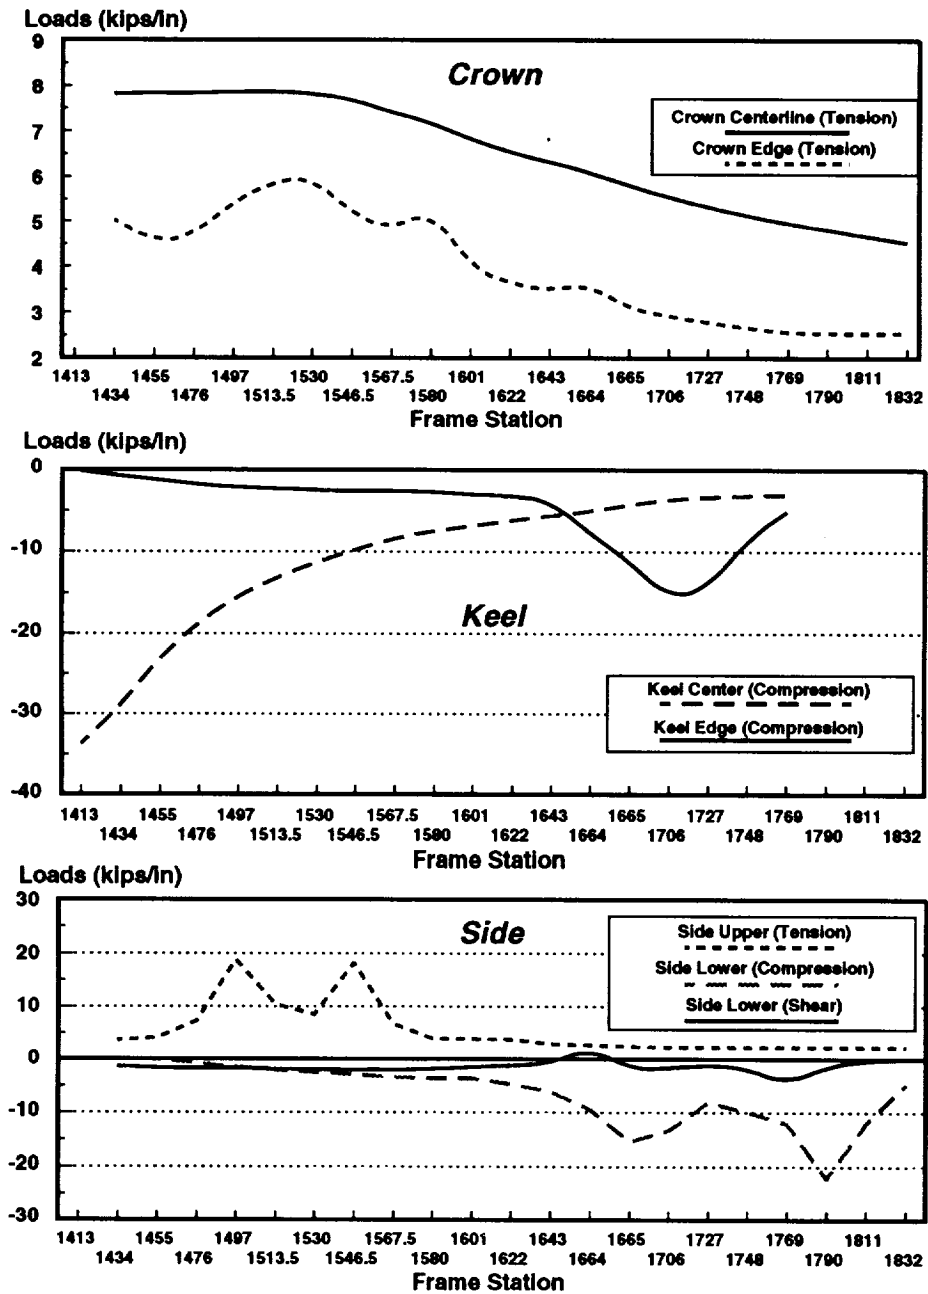 Loads (kips/in)
9
Crown
8
Crown Centerline (Tension)
7
Crown Edge (Tension)
6
5
4
3
2
1413 1455 1497 1530 1567.5 1601 1643 1665 1727 1769 1811
1434 1476 1513.5 1546.5 1580 1622 1664 1706 1748 1790 1832
Frame Station
Loads (kips/in)
0
-10
Keel
-20
Keel Center (Compression)
-30
Keel Edge (Compression)
-40
1413 1455 1497 1530 1567.5 1601 1643 1665 1727 1769 1811
1434 1476 1513.5 1546.5 1580 1622 1664 1706 1748 1790 1832
Frame Station
Loads (kips/in)
30
Side
Side Upper (Tension)
20
Side Lower (Compression)
10
Side Lower (Shear)
0
-10
-20
-30
1413 1455 1497 1530 1567.5 1601 1643 1665 1727 1769 1811
1434 1476 1513.5 1546.5 1580 1622 1664 1706 1748 1790 1832
Frame Station